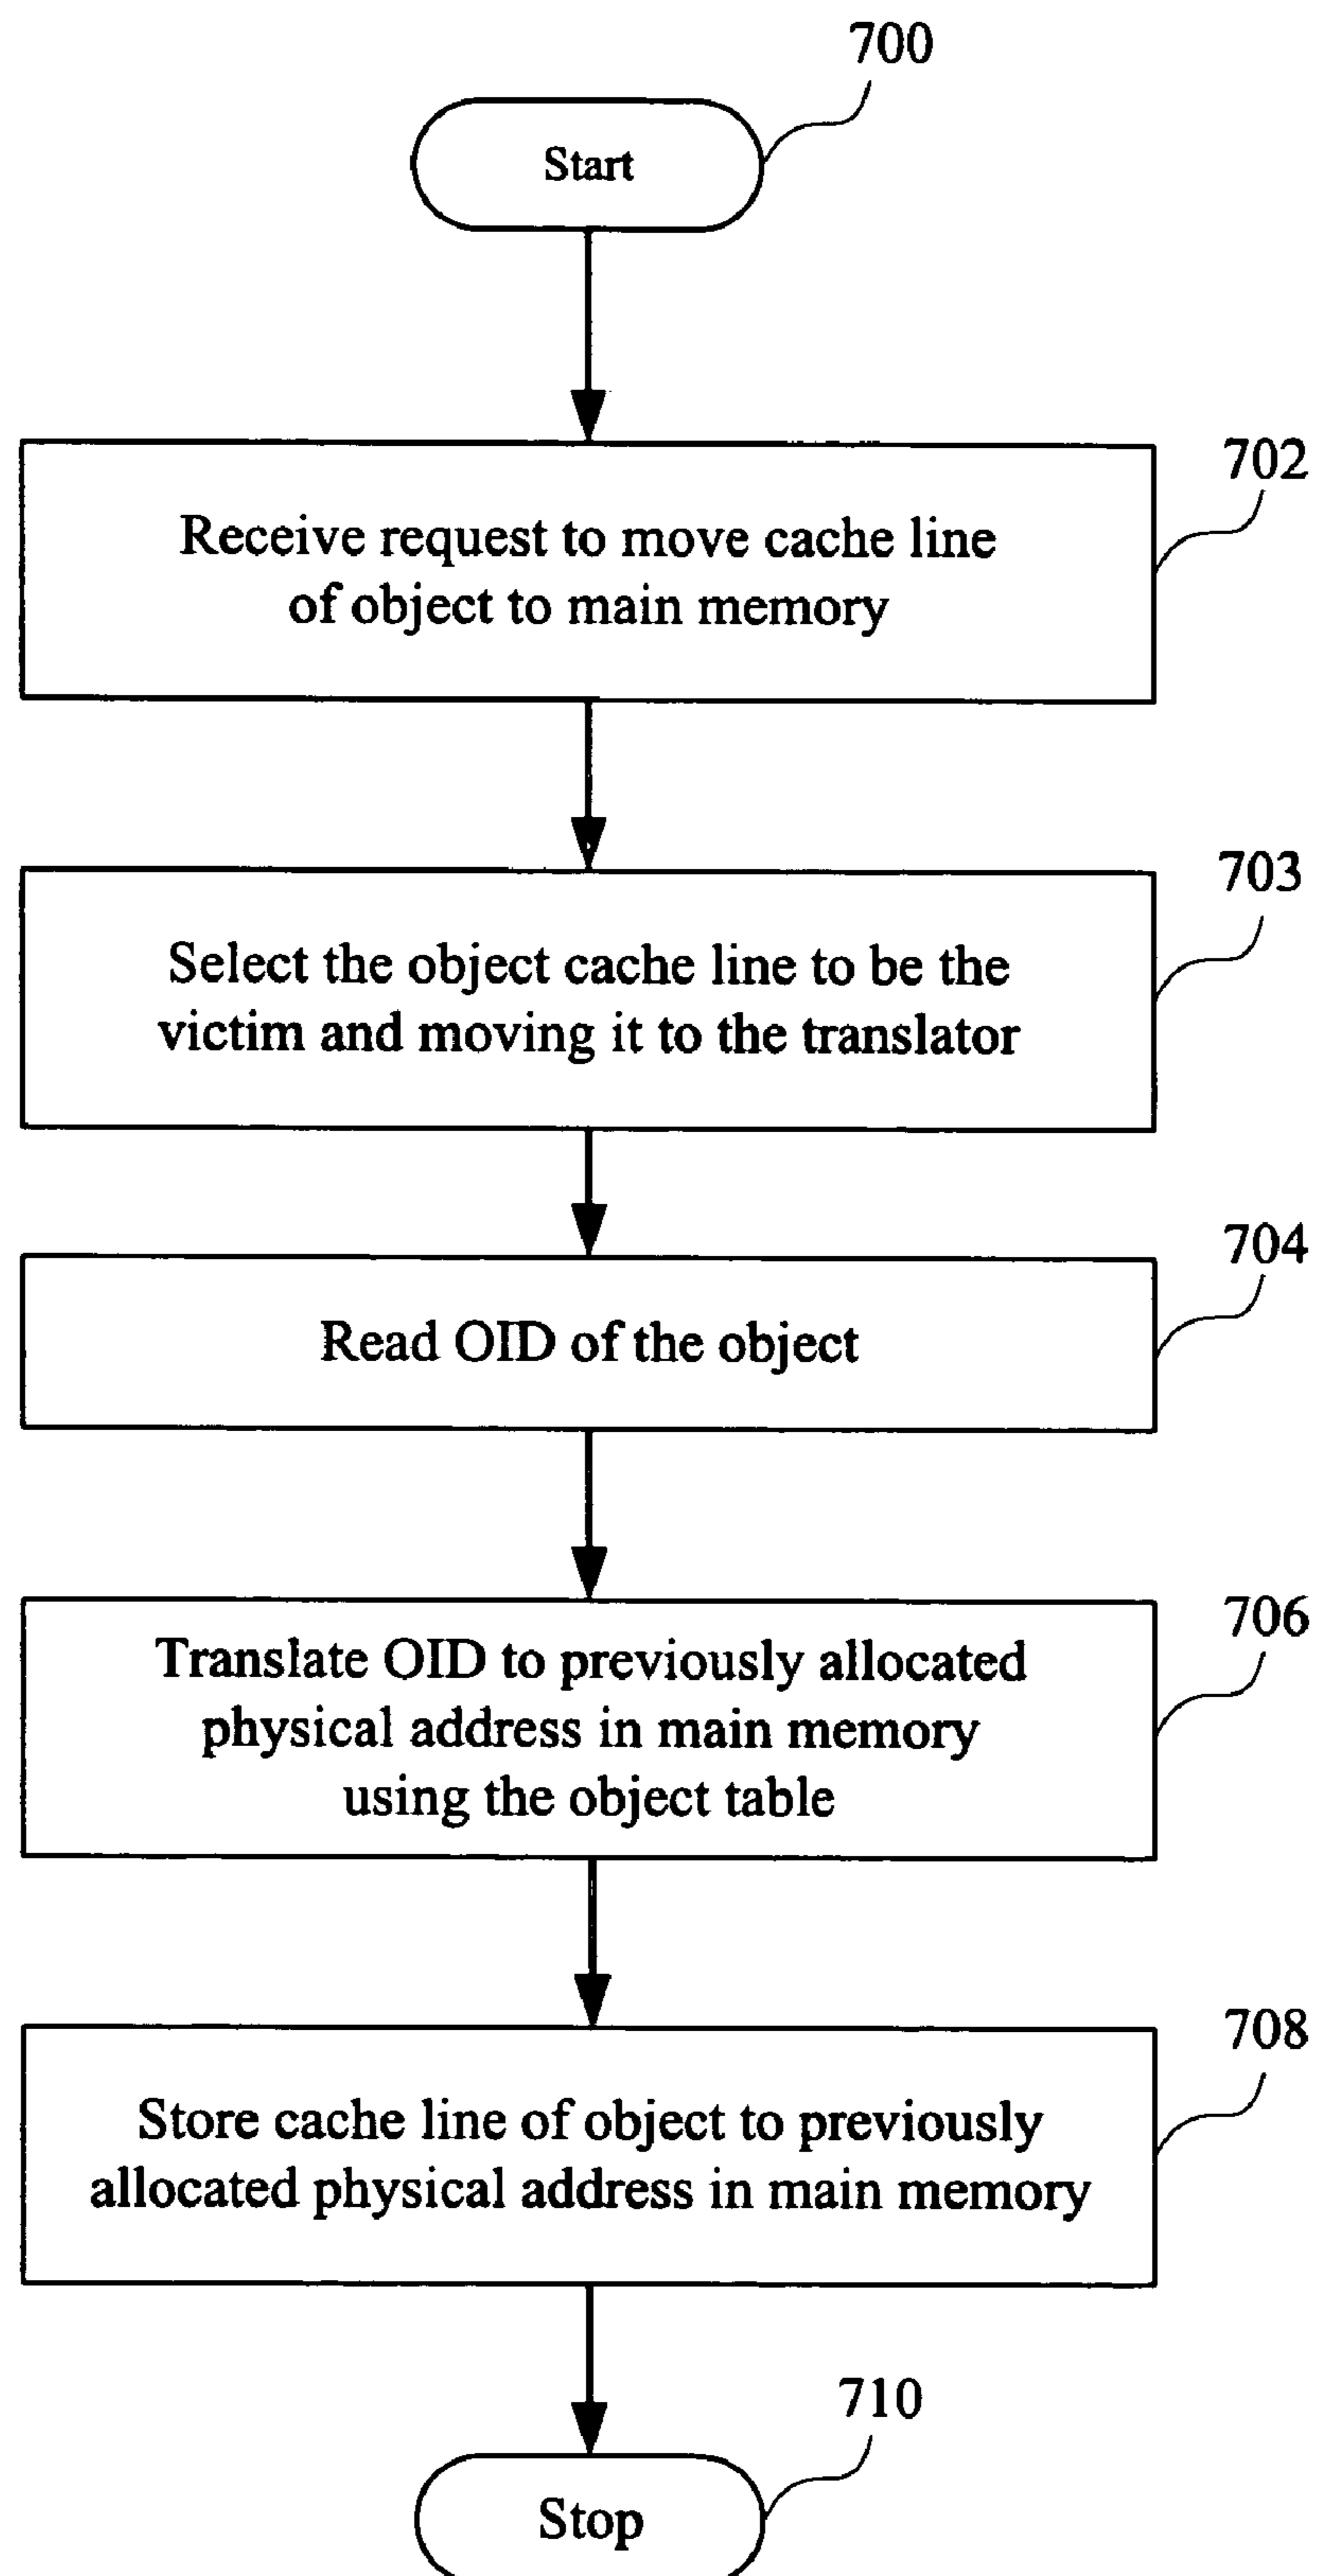 700
Start
702
Receive request to move cache line
of object to main memory
703
Select the object cache line to be the
victim and moving it to the translator
704
Read OID of the object
706
Translate OID to previously allocated
physical address in main memory
using the object table
708
Store cache line of object to previously
allocated physical address in main memory
710
Stop